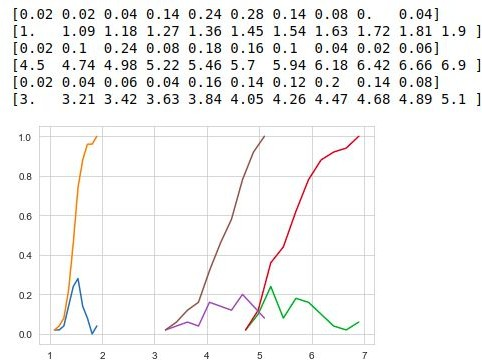 [0.02 0.02 0.04 0.14 0.24 0.28 0.14 0.08 0.   0.04]
[1.   1.09 1.18 1.27 1.36 1.45 1.54 1.63 1.72 1.81 1.9 ]
[0.02 0.1  0.24 0.08 0.18 0.16 0.1  0.04 0.02 0.06]
[4.5  4.74 4.98 5.22 5.46 5.7  5.94 6.18 6.42 6.66 6.9 ]
[0.02 0.04 0.06 0.04 0.16 0.14 0.12 0.2  0.14 0.08]
[3.   3.21 3.42 3.63 3.84 4.05 4.26 4.47 4.68 4.89 5.1 ]
1.0
0.8
0.6
0.4
0.2
0.0
1 2 3 4 5 6 7